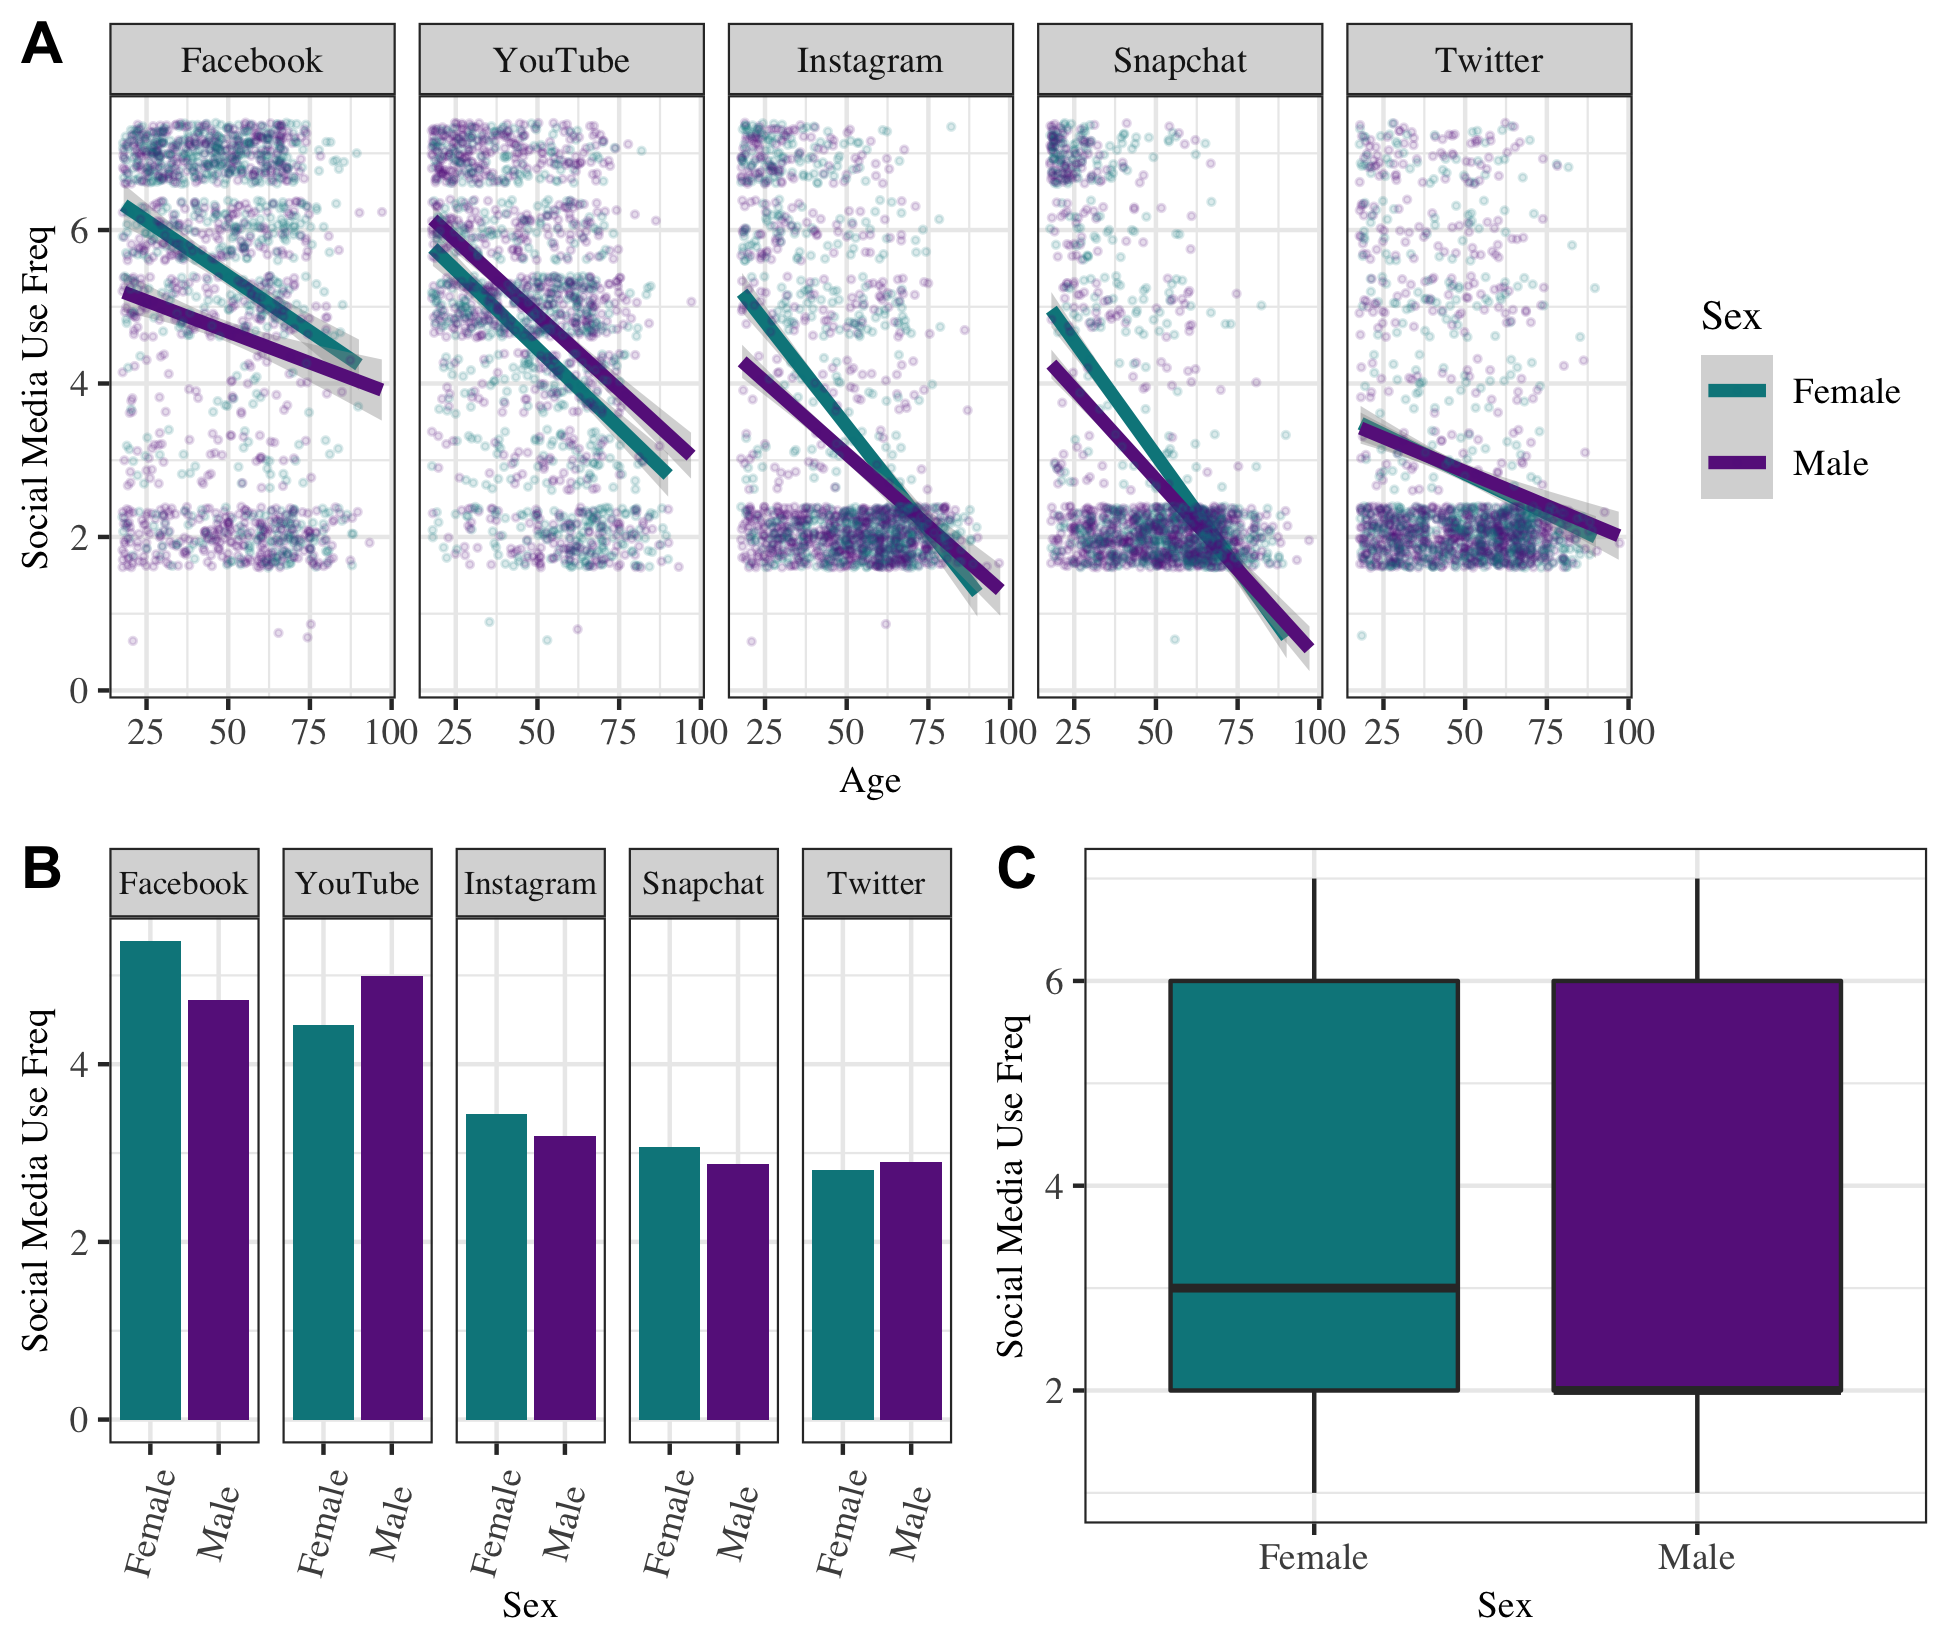 A
Facebook YouTube Instagram Snapchat Twitter
Social Media Use Freq
6
4
2
0
25 50 75 100 25 50 75 100 25 50 75 100 25 50 75 100 25 50 75 100
Age
Sex
Female
Male
B
Facebook YouTube Instagram Snapchat Twitter
Social Media Use Freq
4
2
0
Female Male Female Male Female Male Female Male Female Male
Sex
C
Social Media Use Freq
6
4
2
Female Male
Sex